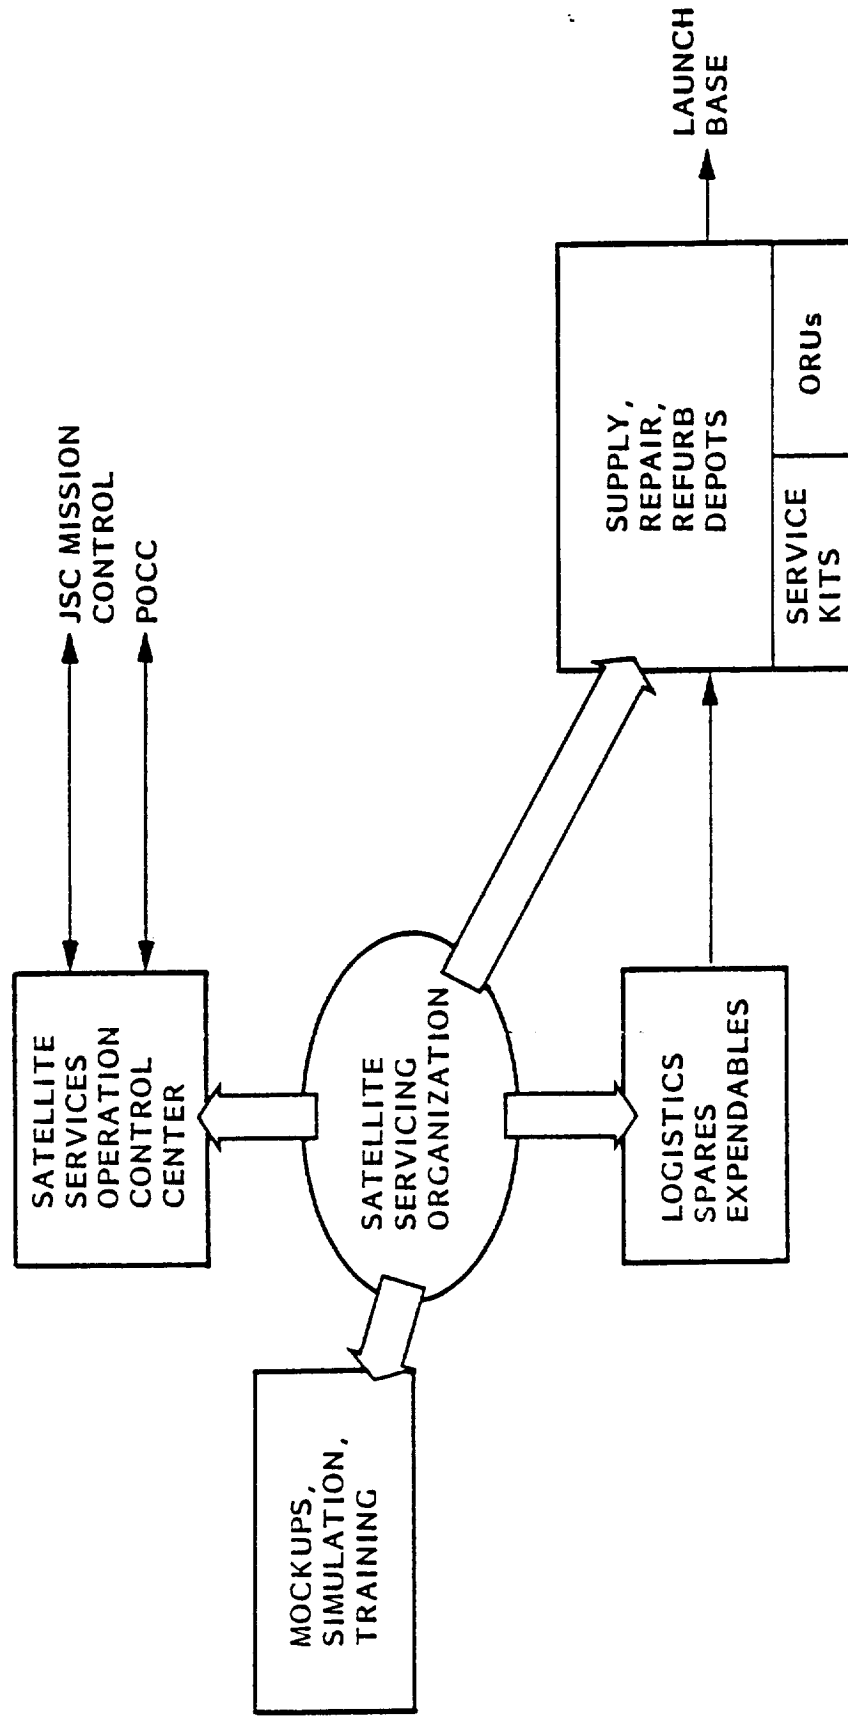 SATELLITE
SERVICES
OPERATION
CONTROL
CENTER
JSC MISSION
CONTROL
POCC
MOCKUPS,
SIMULATION,
TRAINING
SATELLITE
SERVICING
ORGANIZATION
LOGISTICS
SPARES
EXPENDABLES
SUPPLY,
REPAIR,
REFURB
DEPOTS
SERVICE
KITS
ORUs
LAUNCH
BASE